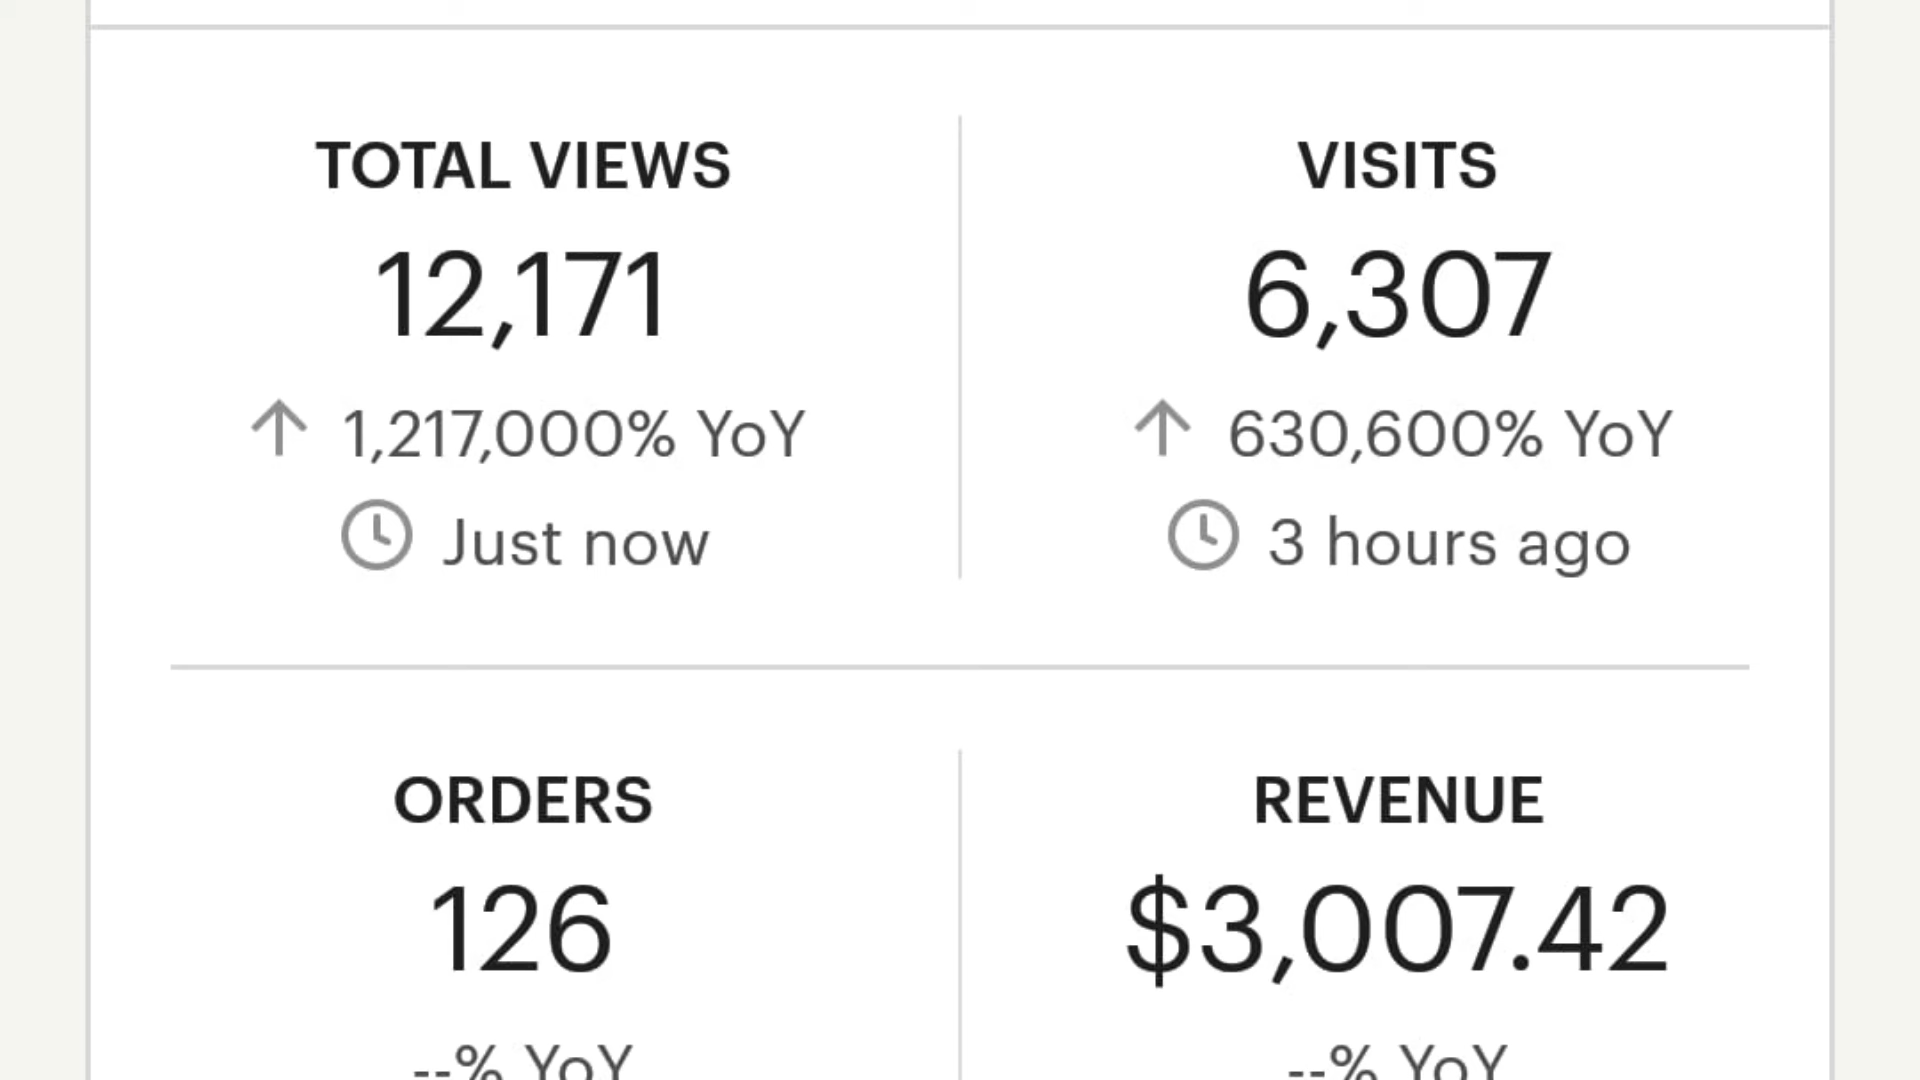 TOTAL VIEWS
12,171
↑ 1,217,000% YoY
Just now
VISITS
6,307
↑ 630,600% YoY
3 hours ago
ORDERS
126
--% YoY
REVENUE
$3,007.42
--% YoY